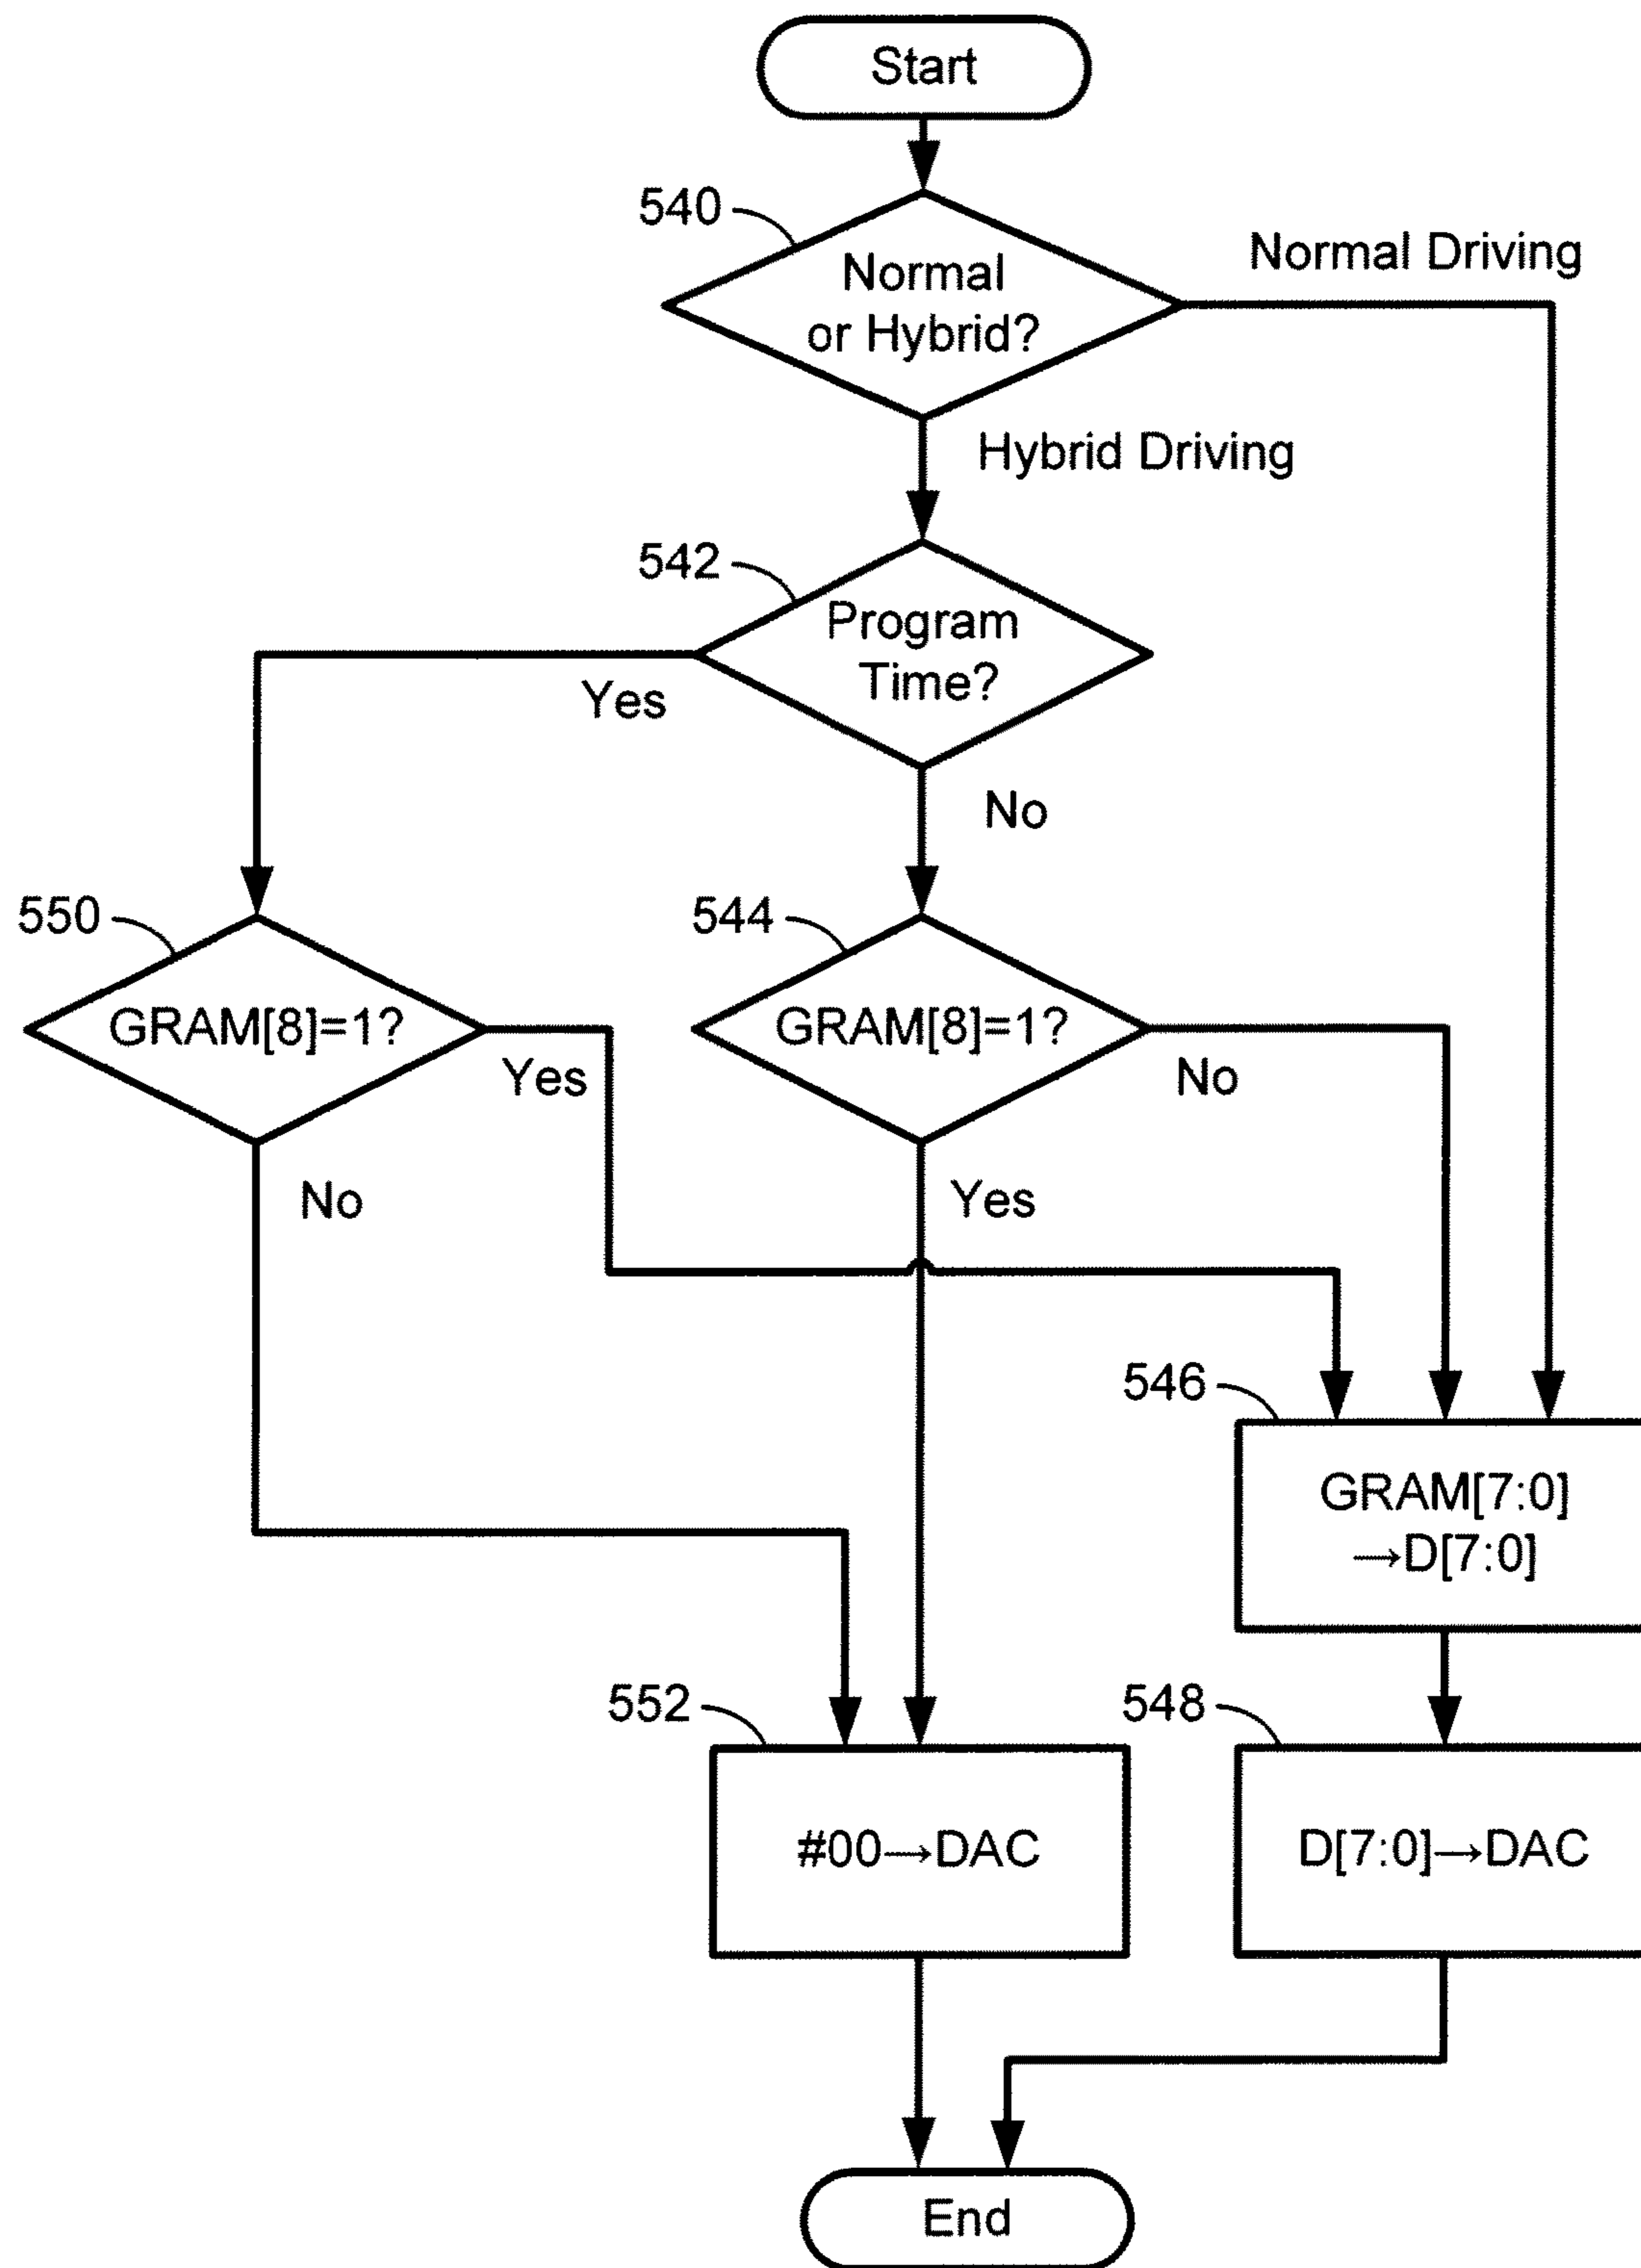 Start
540
Normal
or Hybrid?
Normal Driving
Hybrid Driving
542
Program
Time?
Yes
No
550
GRAM[8]=1?
Yes
No
544
GRAM[8]=1?
No
Yes
546
GRAM[7:0]
→D[7:0]
552
#00→DAC
548
D[7:0]→DAC
End